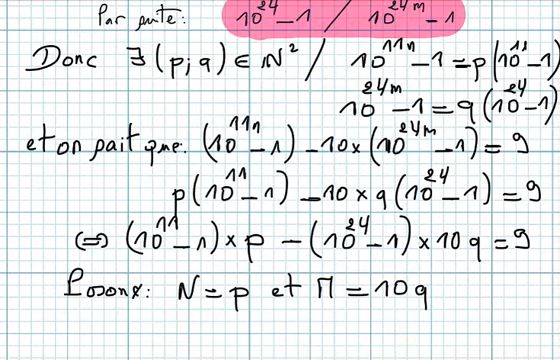 Par suite: 10^24 - 1 / 10^24m - 1
Donc ∃(p;q) ∈ ℕ² / 10^11n - 1 = p(10^11 - 1)
10^24m - 1 = q(10^24 - 1)
et on sait que: (10^11n - 1) - 10 × (10^24m - 1) = 9
p(10^11 - 1) - 10 × q(10^24 - 1) = 9
⇔ (10^11 - 1) × p - (10^24 - 1) × 10q = 9
Posons: N = p et M = 10q